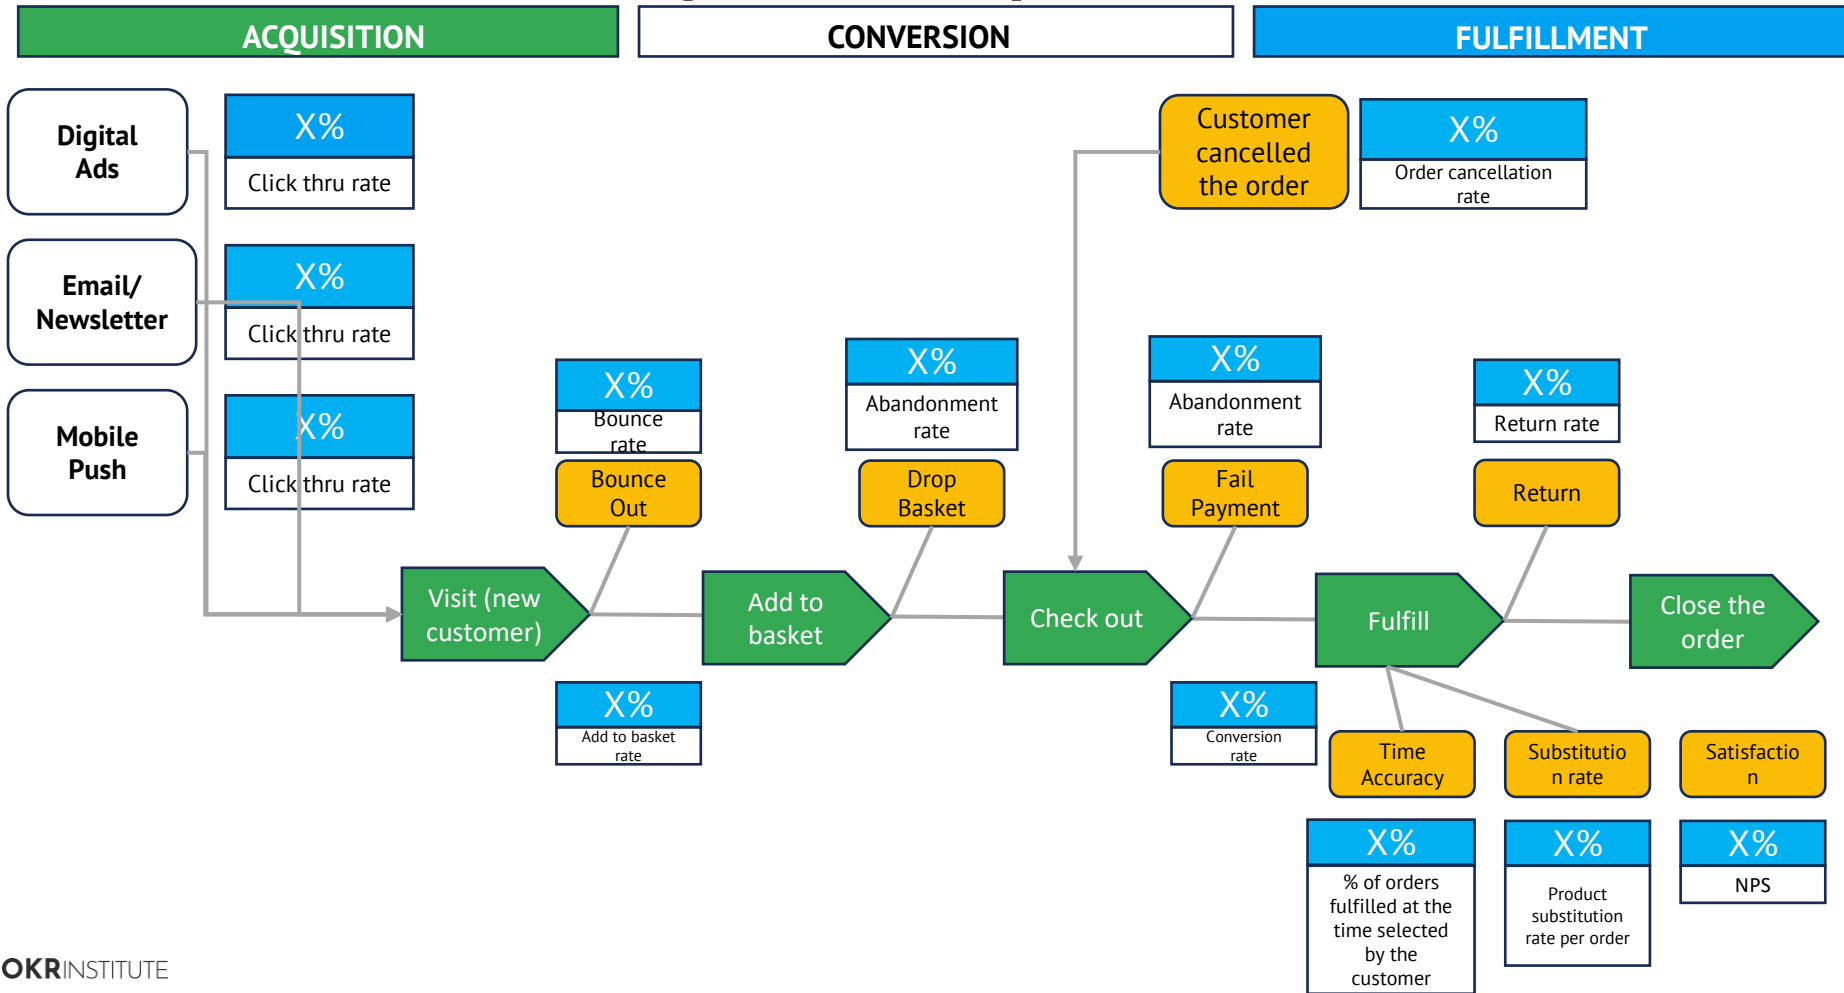 ACQUISITION
CONVERSION
FULFILLMENT
Digital
Ads
X%
Click thru rate
Customer
cancelled
the order
X%
Order cancellation
rate
Email/
Newsletter
X%
Click thru rate
Mobile
Push
X%
Click thru rate
X%
Bounce
rate
Bounce
Out
X%
Abandonment
rate
Drop
Basket
X%
Abandonment
rate
Fail
Payment
X%
Return rate
Return
Visit (new
customer)
Add to
basket
Check out
Fulfill
Close the
order
X%
Add to basket
rate
X%
Conversion
rate
Time
Accuracy
Substitutio
n rate
Satisfactio
n
X%
% of orders
fulfilled at the
time selected
by the
customer
X%
Product
substitution
rate per order
X%
NPS
OKRINSTITUTE